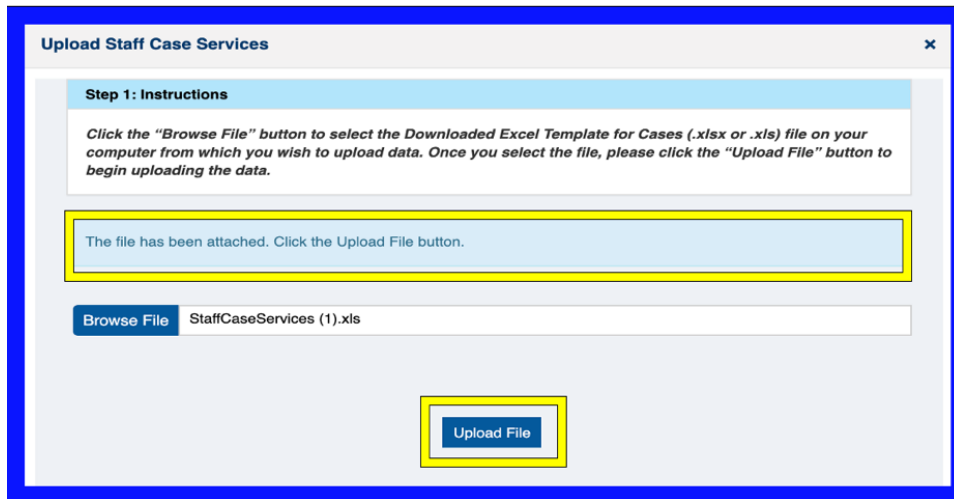 Upload Staff Case Services ×
Step 1: Instructions
Click the “Browse File” button to select the Downloaded Excel Template for Cases (.xlsx or .xls) file on your
computer from which you wish to upload data. Once you select the file, please click the “Upload File” button to
begin uploading the data.
The file has been attached. Click the Upload File button.
Browse File StaffCaseServices (1).xls
Upload File